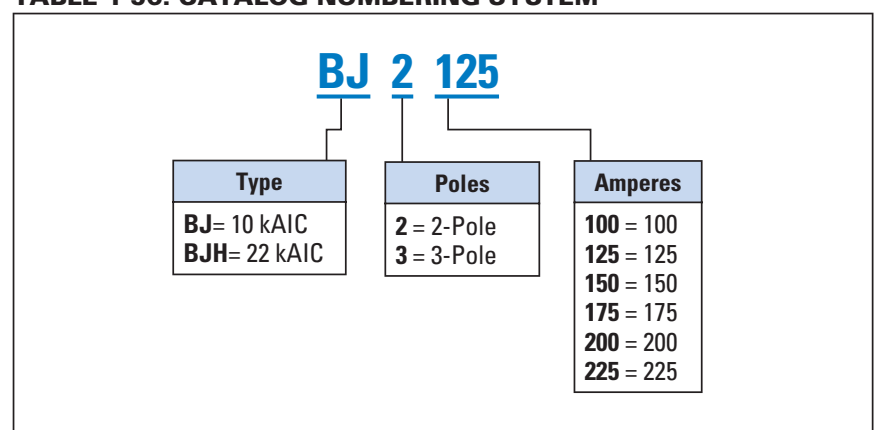 BJ 2 125
Type
BJ= 10 kAIC
BJH= 22 kAIC
Poles
2 = 2-Pole
3 = 3-Pole
Amperes
100 = 100
125 = 125
150 = 150
175 = 175
200 = 200
225 = 225